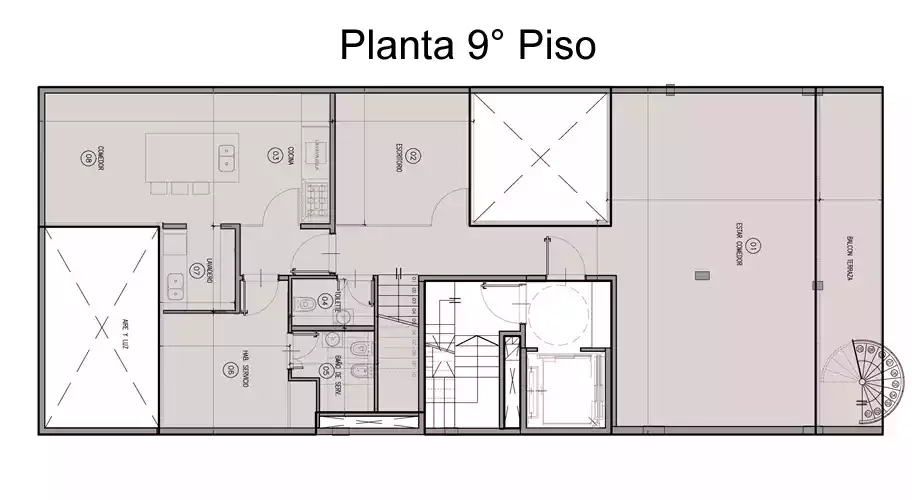 Planta 9° Piso
08
COMEDOR
03
COCINA
02
ESCRITORIO
01
ESTAR COMEDOR
BALCON TERRAZA
07
LAVADERO
04
TOILETTE
AIRE Y LUZ
06
HAB. SERVICIO
05
BAÑO DE SERV.